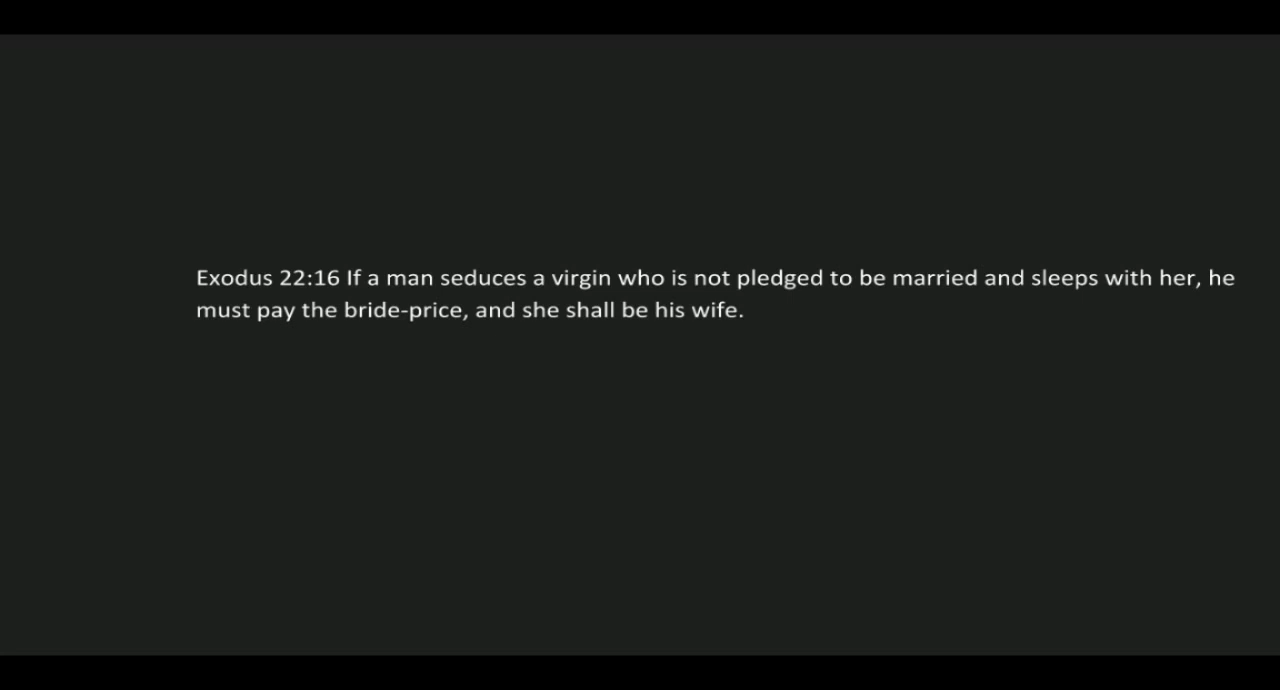 Exodus 22:16 If a man seduces a virgin who is not pledged to be married and sleeps with her, he
must pay the bride-price, and she shall be his wife.